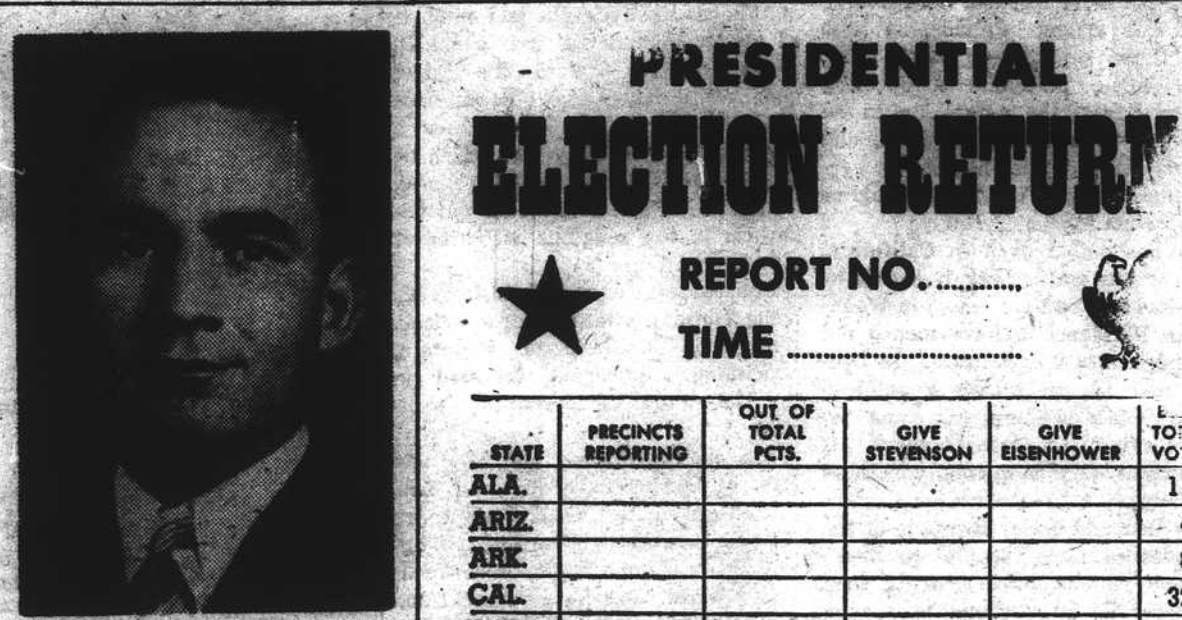 PRESIDENTIAL
ELECTION RETURN
REPORT NO. ............
TIME ................................
STATE PRECINCTS REPORTING OUT OF TOTAL PCTS. GIVE STEVENSON GIVE EISENHOWER
ALA.
ARIZ.
ARK.
CAL.